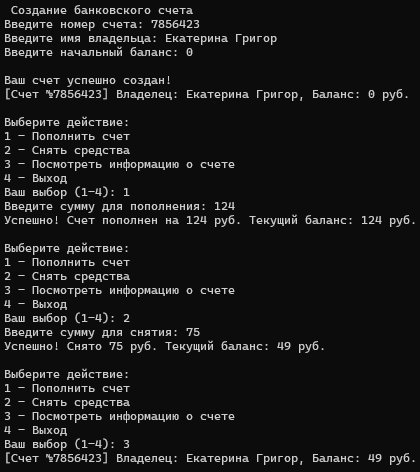 Создание банковского счета
Введите номер счета: 7856423
Введите имя владельца: Екатерина Григор
Введите начальный баланс: 0
Ваш счет успешно создан!
[Счет №7856423] Владелец: Екатерина Григор, Баланс: 0 руб.
Выберите действие:
1 – Пополнить счет
2 – Снять средства
3 – Посмотреть информацию о счете
4 – Выход
Ваш выбор (1–4): 1
Введите сумму для пополнения: 124
Успешно! Счет пополнен на 124 руб. Текущий баланс: 124 руб.
Выберите действие:
1 – Пополнить счет
2 – Снять средства
3 – Посмотреть информацию о счете
4 – Выход
Ваш выбор (1–4): 2
Введите сумму для снятия: 75
Успешно! Снято 75 руб. Текущий баланс: 49 руб.
Выберите действие:
1 – Пополнить счет
2 – Снять средства
3 – Посмотреть информацию о счете
4 – Выход
Ваш выбор (1–4): 3
[Счет №7856423] Владелец: Екатерина Григор, Баланс: 49 руб.